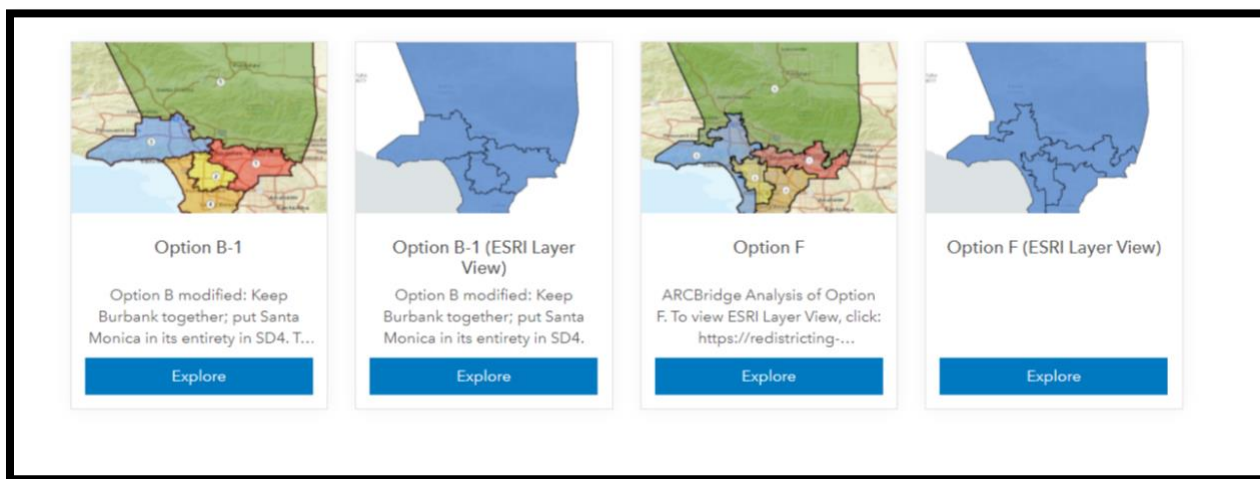 Option B-1
Option B modified: Keep
Burbank together; put Santa
Monica in its entirety in SD4. T...
Explore
Option B-1 (ESRI Layer
View)
Option B modified: Keep
Burbank together; put Santa
Monica in its entirety in SD4.
Explore
Option F
ARCBridge Analysis of Option
F. To view ESRI Layer View, click:
https://redistricting-...
Explore
Option F (ESRI Layer View)
Explore